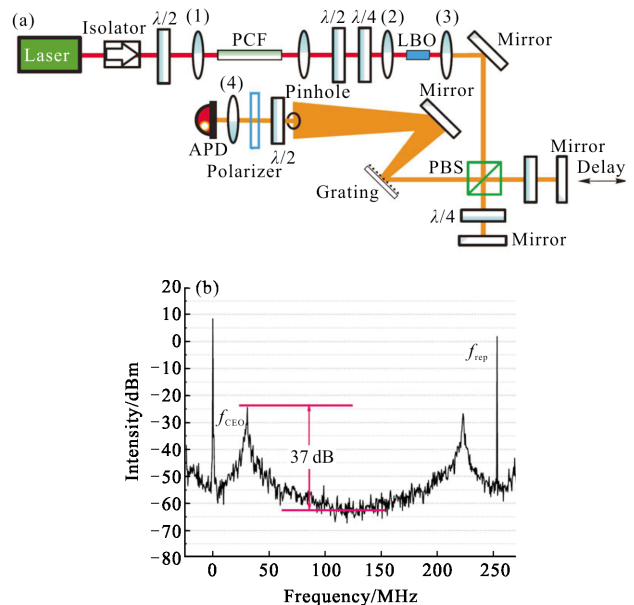 (a)
Laser
Isolator
λ/2
(1)
PCF
λ/2
λ/4
(2)
LBO
(3)
Mirror
APD
(4)
Polarizer
λ/2
Pinhole
Mirror
Grating
PBS
Mirror
Delay
λ/4
Mirror
(b)
Intensity/dBm
20
10
0
−10
−20
−30
−40
−50
−60
−70
−80
f_CEO
37 dB
f_rep
0
50
100
150
200
250
Frequency/MHz